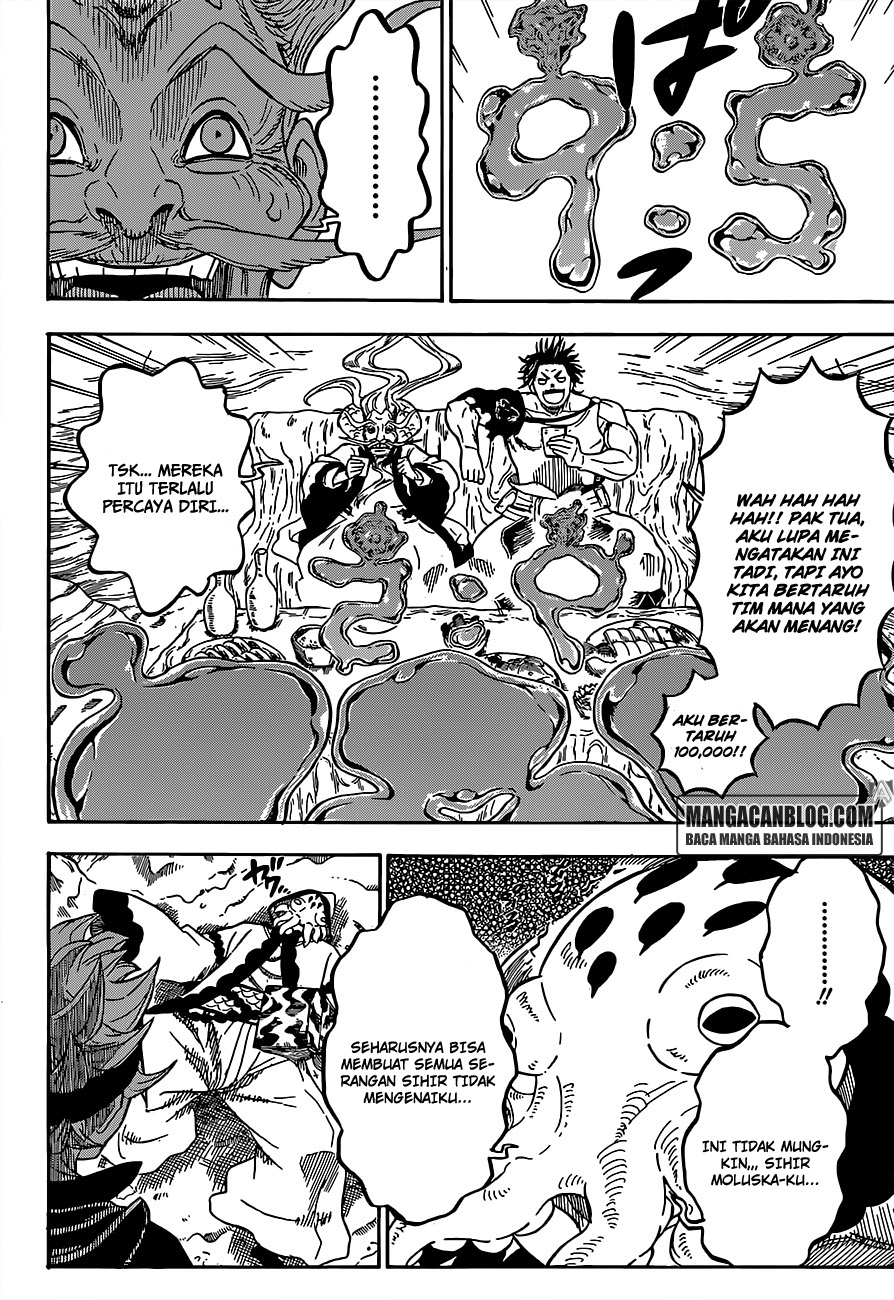 ぱっ
9:5
…………
WAH HAH HAH
HAH!! PAK TUA,
AKU LUPA ME-
NGATAKAN INI
TADI, TAPI AYO
KITA BERTARUH
TIM MANA YANG
AKAN MENANG!
AKU BER-
TARUH
100,000!!
TSK... MEREKA
ITU TERLALU
PERCAYA DIRI...
MANGACANBLOG.COM
BACA MANGA BAHASA INDONESIA
………!!
INI TIDAK MUNG-
KIN,,, SIHIR
MOLUSKA-KU...
SEHARUSNYA BISA
MEMBUAT SEMUA SE-
RANGAN SIHIR TIDAK
MENGENAIKU...